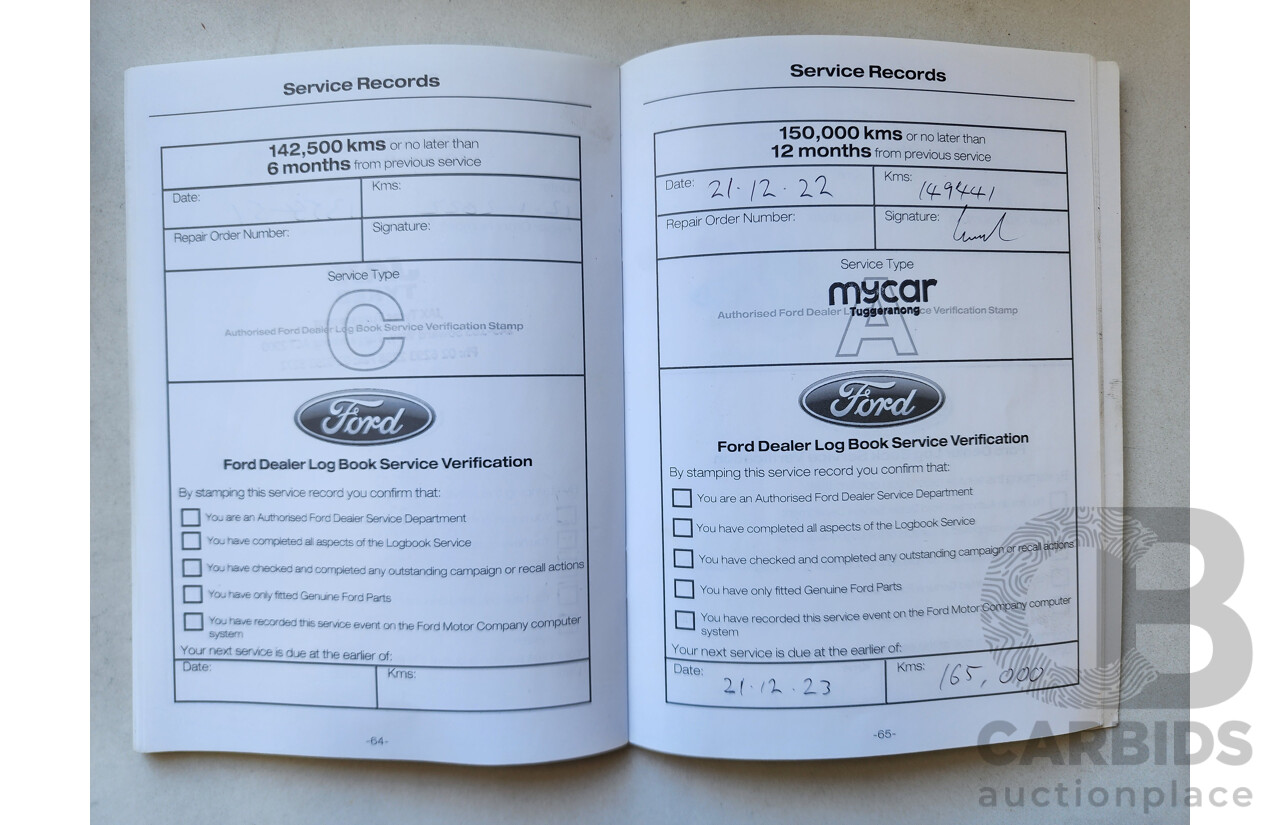 Service Records
142,500 kms or no later than
6 months from previous service
Date:
Kms:
Repair Order Number:
Signature:
Service Type
C
Authorised Ford Dealer Log Book Service Verification Stamp
Ford
Ford Dealer Log Book Service Verification
By stamping this service record you confirm that:
You are an Authorised Ford Dealer Service Department
You have completed all aspects of the Logbook Service
You have checked and completed any outstanding campaign or recall actions
You have only fitted Genuine Ford Parts
You have recorded this service event on the Ford Motor Company computer
system
Your next service is due at the earlier of:
Date:
Kms:
-64-
Service Records
150,000 kms or no later than
12 months from previous service
Date: 21.12.22
Kms: 149441
Repair Order Number:
Signature:
Service Type
mycar
Tuggeranong
Authorised Ford Dealer L ce Verification Stamp
A
Ford
Ford Dealer Log Book Service Verification
By stamping this service record you confirm that:
You are an Authorised Ford Dealer Service Department
You have completed all aspects of the Logbook Service
You have checked and completed any outstanding campaign or recall actions
You have only fitted Genuine Ford Parts
You have recorded this service event on the Ford Motor Company computer
system
Your next service is due at the earlier of:
Date: 21.12.23
Kms: 165,000
-65-
CB
CARBIDS
auctionplace